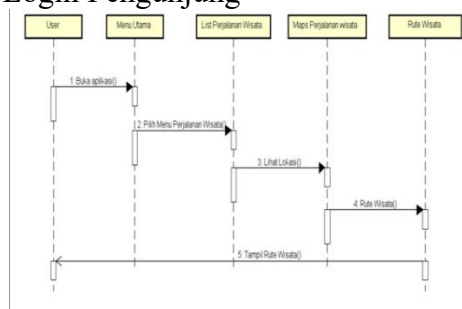 Login Pengunjung
User
Menu Utama
List Perjalanan Wisata
Maps Perjalanan wisata
Rute Wisata
1: Buka aplikasi()
2: Pilih Menu Perjalanan Wisata()
3: Lihat Lokasi()
4: Rute Wisata()
5: Tampil Rute Wisata()